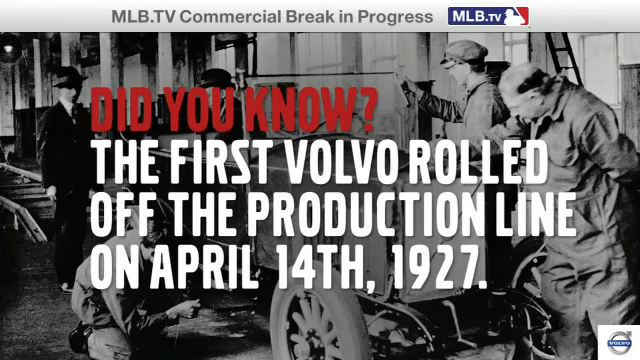 MLB.TV Commercial Break in Progress MLB.TV
DID YOU KNOW?
THE FIRST VOLVO ROLLED
OFF THE PRODUCTION LINE
ON APRIL 14TH, 1927.
VOLVO